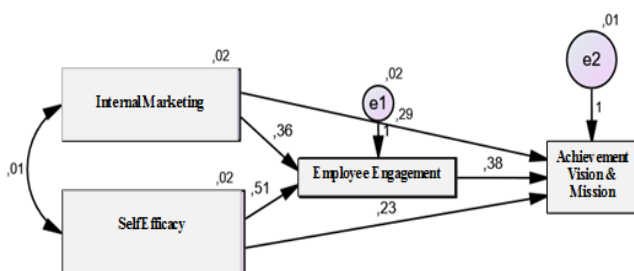 ,01
,02
e2
InternalMarketing
,02
e1
1
,29
1
,36
Achievement
Vision &
Mission
Employee Engagement
,38
,01
,02
,51
,23
SelfEfficacy